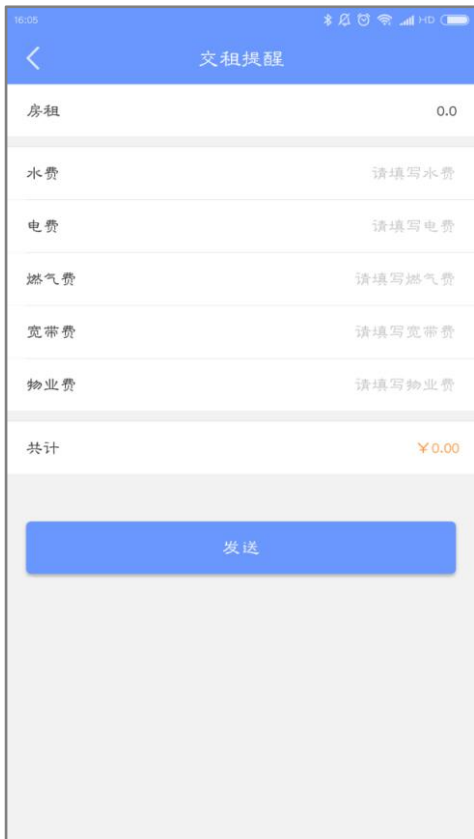 16:05
HD
交租提醒
房租 0.0
水费 请填写水费
电费 请填写电费
燃气费 请填写燃气费
宽带费 请填写宽带费
物业费 请填写物业费
共计 ￥0.00
发送